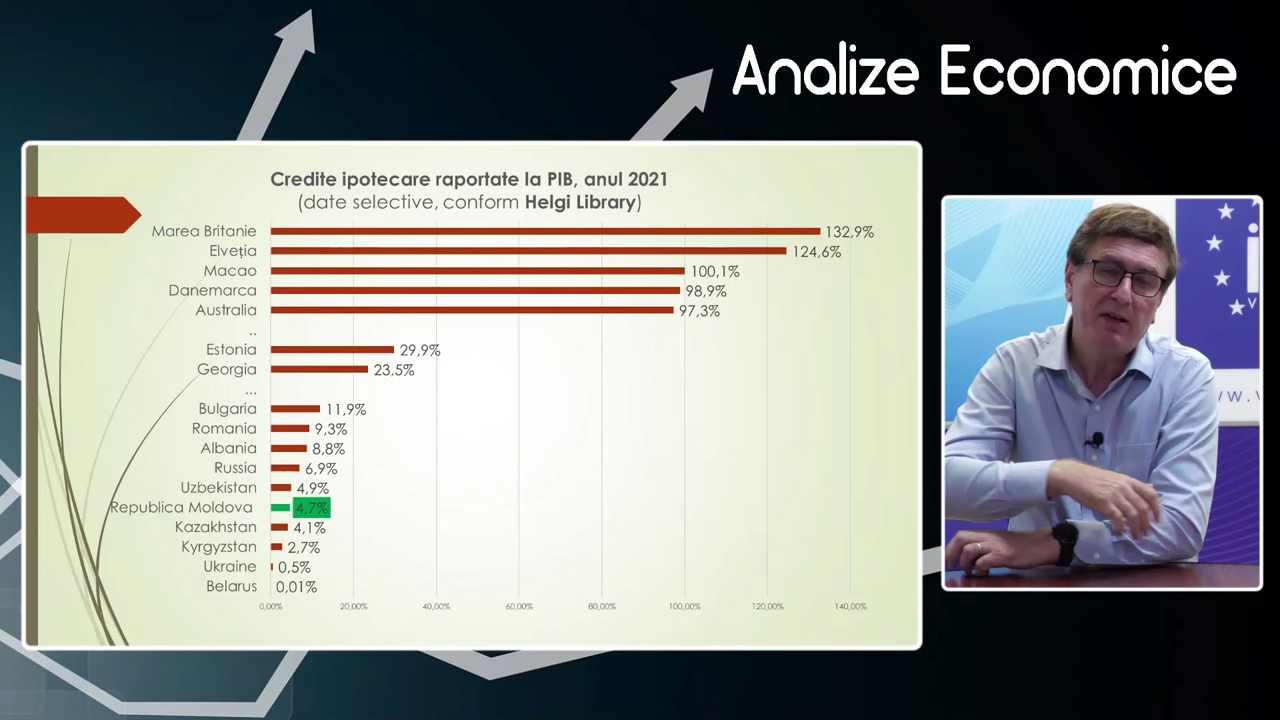 Analize Economice
Credite ipotecare raportate la PIB, anul 2021
(date selective, conform Helgi Library)
Marea Britanie 132,9%
Elveția 124,6%
Macao 100,1%
Danemarca 98,9%
Australia 97,3%
..
Estonia 29,9%
Georgia 23,5%
...
Bulgaria 11,9%
Romania 9,3%
Albania 8,8%
Russia 6,9%
Uzbekistan 4,9%
Republica Moldova 4,7%
Kazakhstan 4,1%
Kyrgyzstan 2,7%
Ukraine 0,5%
Belarus 0,01%
0,00% 20,00% 40,00% 60,00% 80,00% 100,00% 120,00% 140,00%